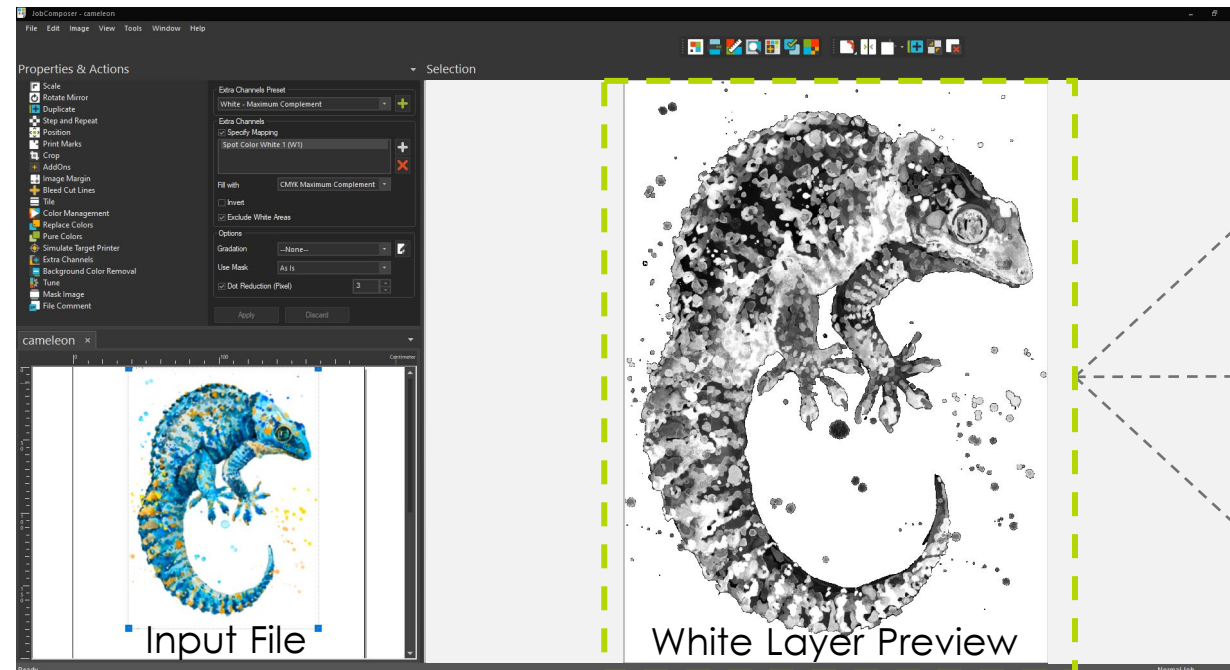 JobComposer - cameleon
File Edit Image View Tools Window Help
Properties & Actions
Selection
Scale
Rotate Mirror
Duplicate
Step and Repeat
Position
Print Marks
Crop
AddOns
Image Margin
Bleed Cut Lines
Tile
Color Management
Replace Colors
Pure Colors
Simulate Target Printer
Extra Channels
Background Color Removal
Tune
Mask Image
File Comment
Extra Channels Preset
White - Maximum Complement
Extra Channels
Specify Mapping
Spot Color White 1 (W1)
Fill with CMYK Maximum Complement
Invert
Exclude White Areas
Options
Gradation --None--
Use Mask As Is
Dot Reduction (Pixel) 3
Apply Discard
cameleon
0 100 Centimeter
Input File
White Layer Preview
Ready
Normal Job